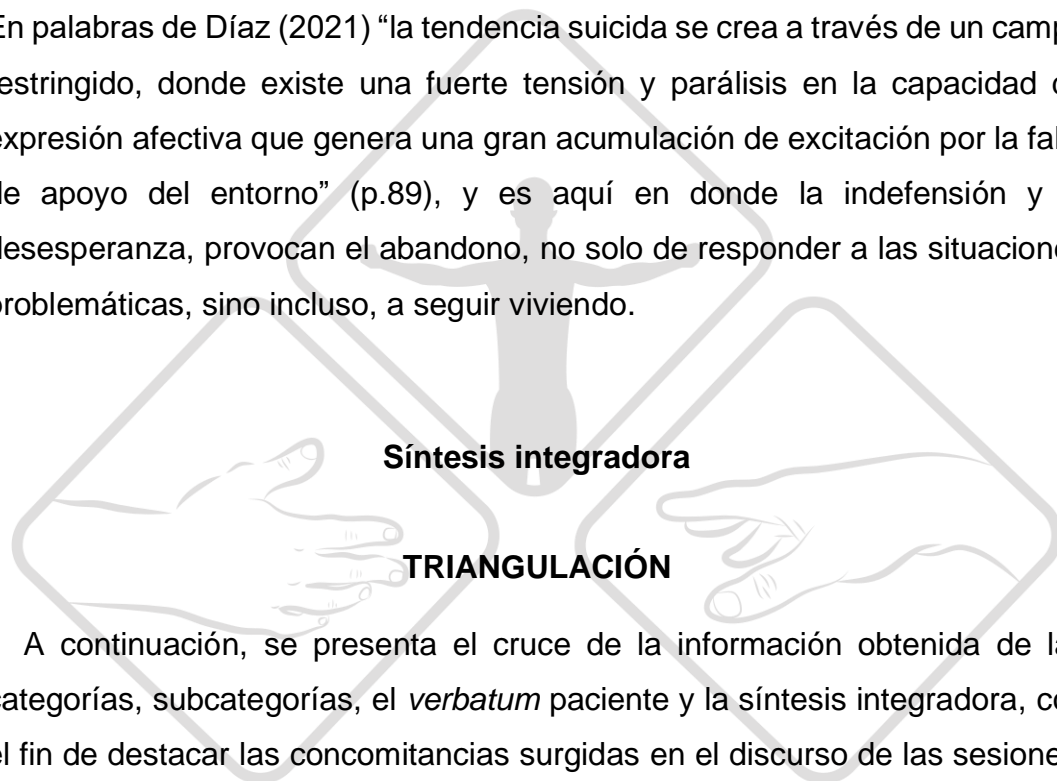 En palabras de Díaz (2021) “la tendencia suicida se crea a través de un camp
restringido, donde existe una fuerte tensión y parálisis en la capacidad d
expresión afectiva que genera una gran acumulación de excitación por la fal
de apoyo del entorno” (p.89), y es aquí en donde la indefensión y
desesperanza, provocan el abandono, no solo de responder a las situacione
problemáticas, sino incluso, a seguir viviendo.
Síntesis integradora
TRIANGULACIÓN
A continuación, se presenta el cruce de la información obtenida de la
categorías, subcategorías, el verbatum paciente y la síntesis integradora, co
el fin de destacar las concomitancias surgidas en el discurso de las sesione